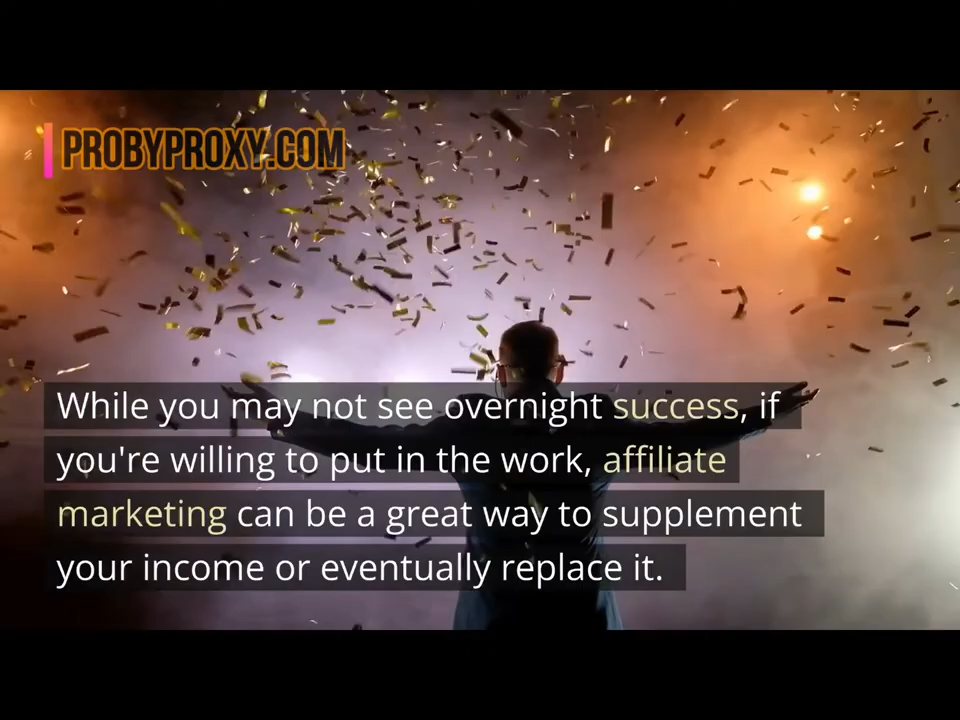 PROBYPROXY.COM
While you may not see overnight success, if
you're willing to put in the work, affiliate
marketing can be a great way to supplement
your income or eventually replace it.